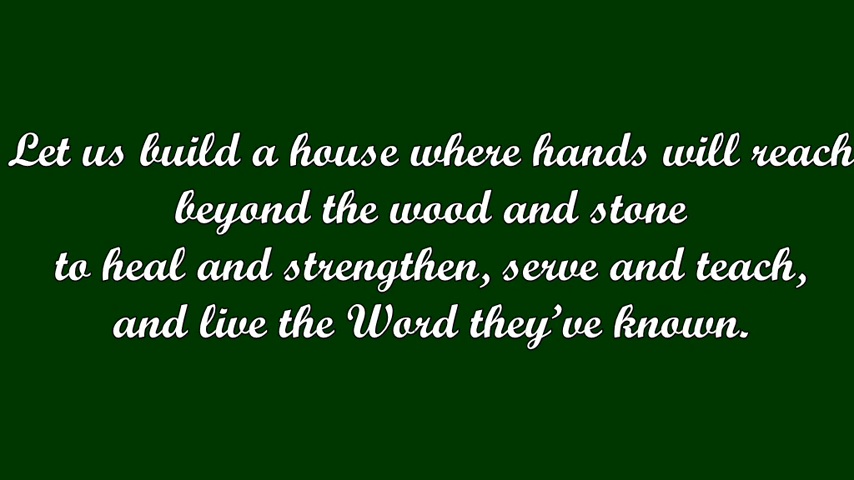 Let us build a house where hands will reach
beyond the wood and stone
to heal and strengthen, serve and teach,
and live the Word they’ve known.